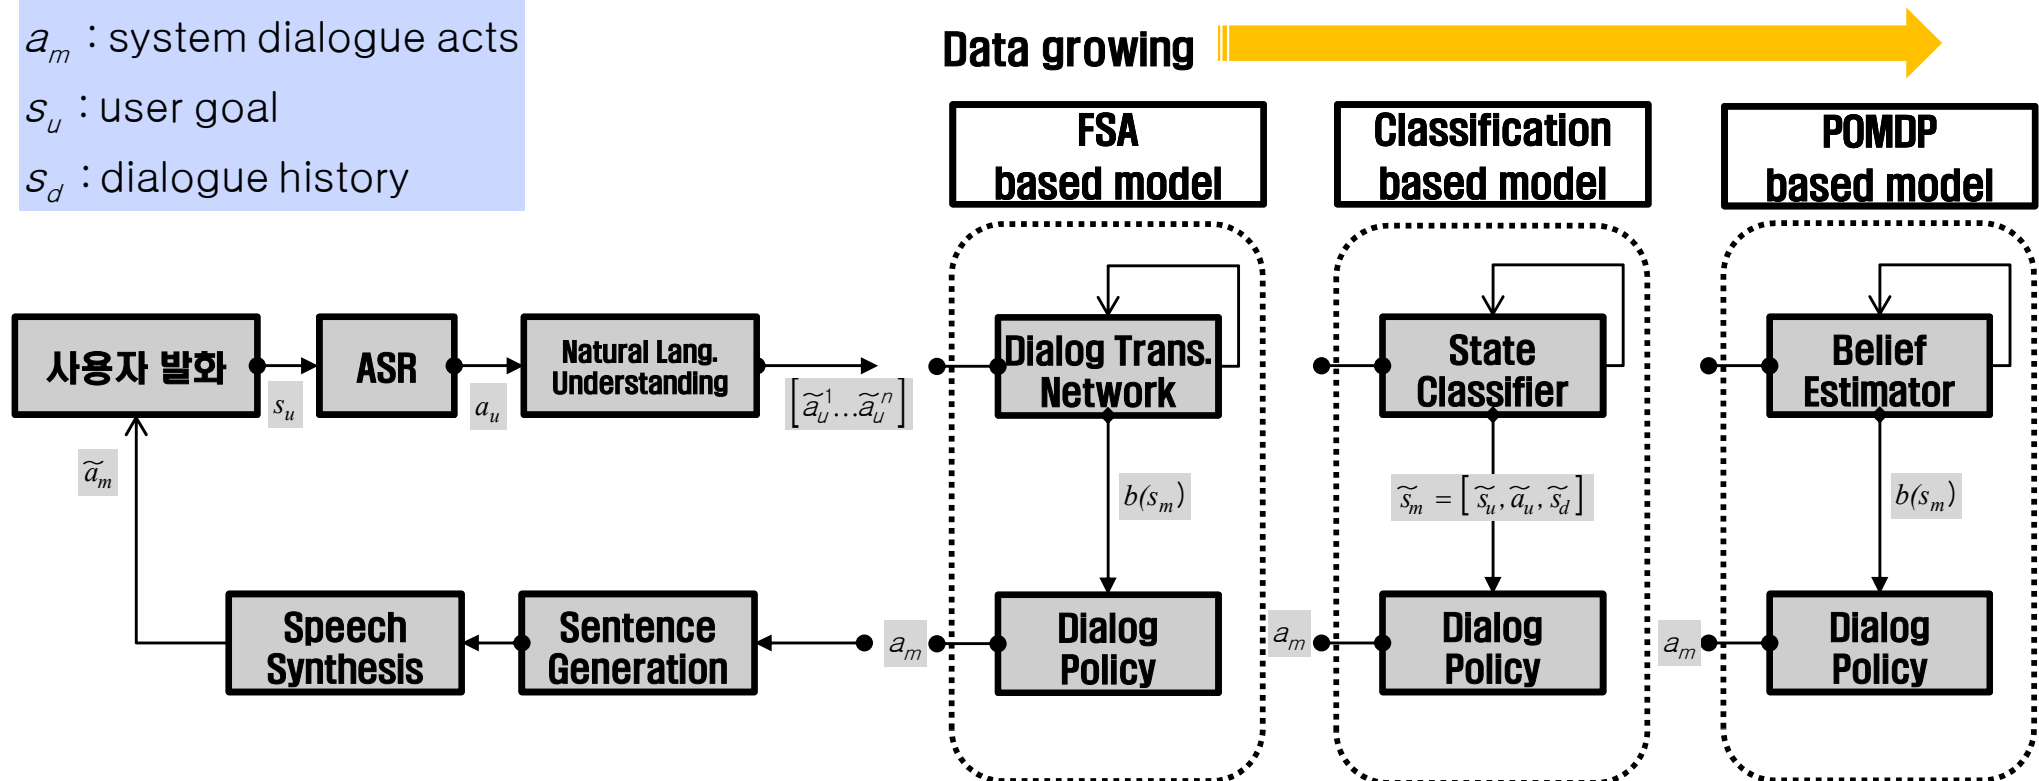 a_m : system dialogue acts
s_u : user goal
s_d : dialogue history
Data growing
FSA
based model
Classification
based model
POMDP
based model
사용자 발화
s_u
ASR
a_u
Natural Lang.
Understanding
[ã_u^1...ã_u^n]
Dialog Trans.
Network
State
Classifier
Belief
Estimator
ã_m
b(s_m)
s̃_m = [s̃_u, ã_u, s̃_d]
b(s_m)
Speech
Synthesis
Sentence
Generation
a_m
Dialog
Policy
a_m
Dialog
Policy
a_m
Dialog
Policy